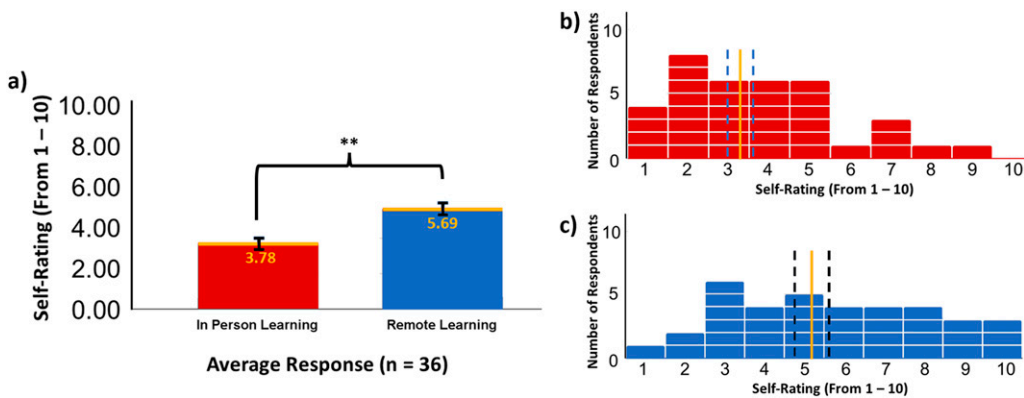 a)
Self-Rating (From 1 – 10)
10.00
8.00
6.00
4.00
2.00
0.00
**
3.78
5.69
In Person Learning
Remote Learning
Average Response (n = 36)
b)
Number of Respondents
10
5
0
1 2 3 4 5 6 7 8 9 10
Self-Rating (From 1 – 10)
c)
Number of Respondents
10
5
0
1 2 3 4 5 6 7 8 9 10
Self-Rating (From 1 – 10)